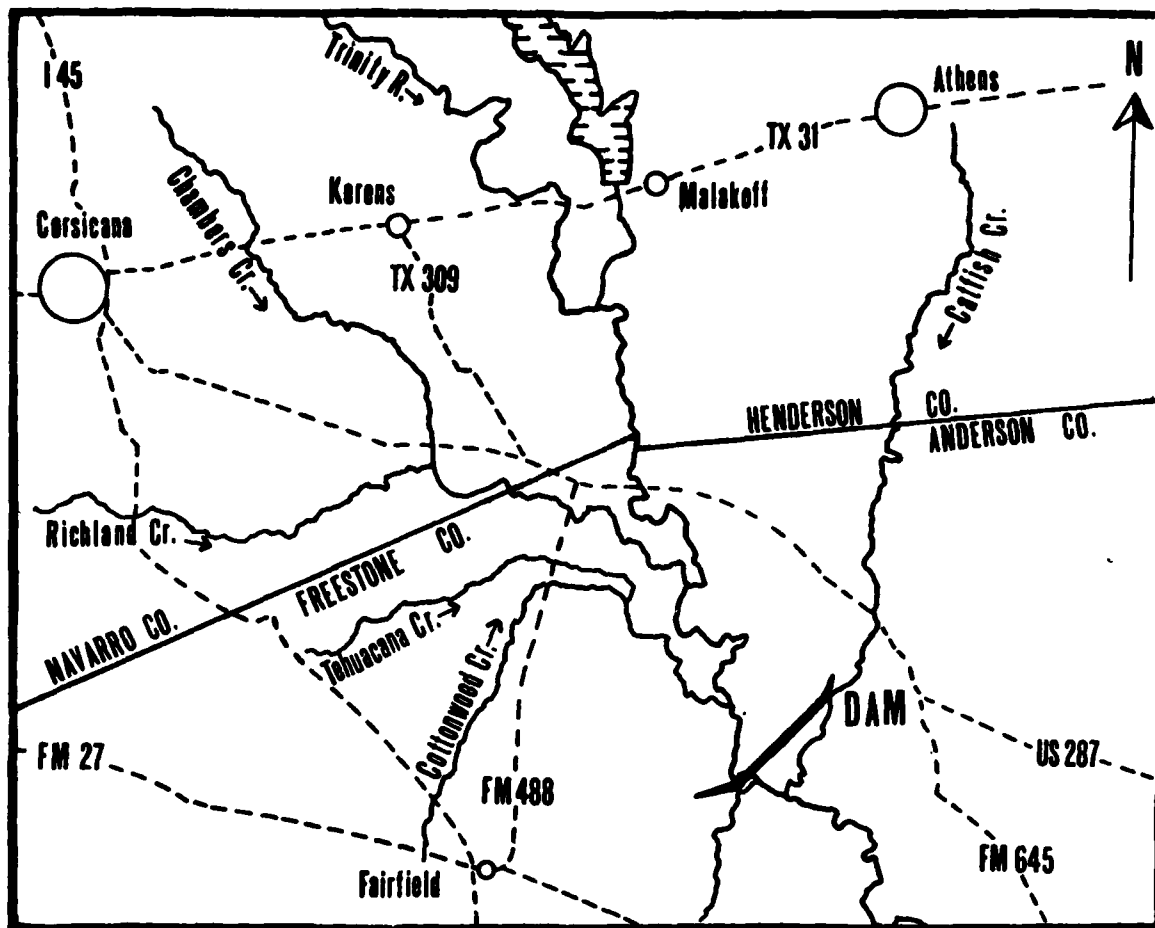 I 45
Trinity R.→
Athens
N
TX 31
Chambers Cr.→
Kerens
Malakoff
Corsicana
TX 309
←Catfish Cr.
HENDERSON CO.
ANDERSON CO.
Richland Cr.→
NAVARRO CO.
FREESTONE CO.
Tehuacana Cr.→
Cottonwood Cr.→
DAM
FM 27
FM 488
US 287
FM 645
Fairfield